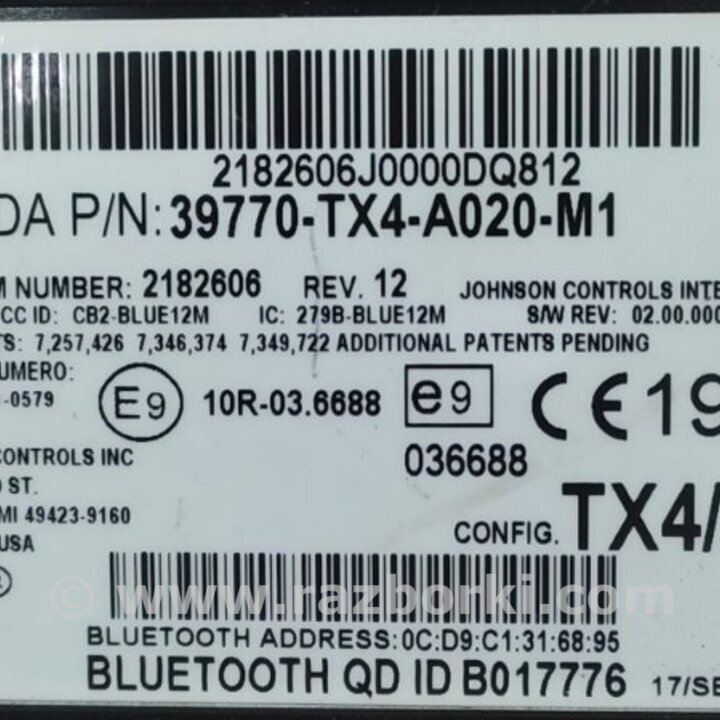 2182606J0000DQ812
DA P/N: 39770-TX4-A020-M1
M NUMBER: 2182606 REV. 12 JOHNSON CONTROLS INTE
CC ID: CB2-BLUE12M IC: 279B-BLUE12M S/W REV: 02.00.000
TS: 7,257,426 7,346,374 7,349,722 ADDITIONAL PATENTS PENDING
UMERO:
-0579 E9 10R-03.6688 e9 CE19
036688
CONTROLS INC
ST.
MI 49423-9160
USA
CONFIG. TX4/
© www.razborki.com
BLUETOOTH ADDRESS:0C:D9:C1:31:68:95
BLUETOOTH QD ID B017776 17/SE